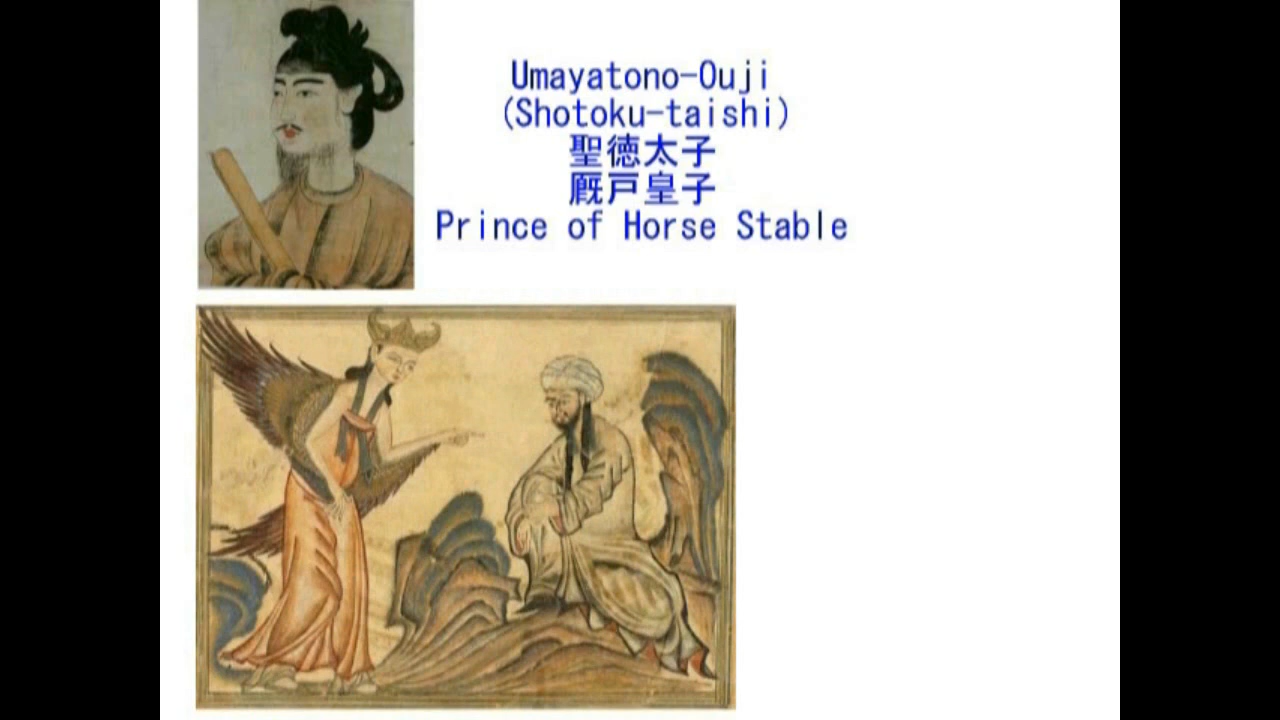 Umayatono-Ouji
(Shotoku-taishi)
聖徳太子
厩戸皇子
Prince of Horse Stable